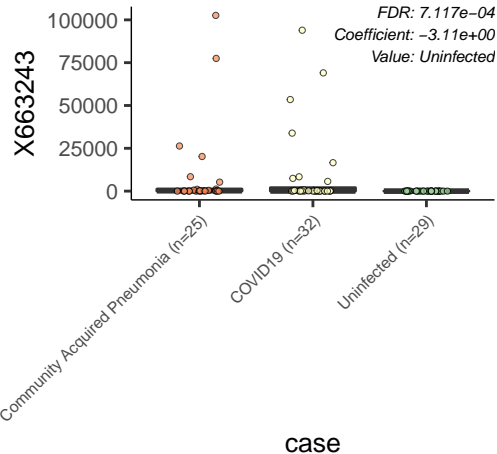 FDR: 7.117e−04
Coefficient: −3.11e+00
Value: Uninfected
X663243
100000
75000
50000
25000
0
Community Acquired Pneumonia (n=25)
COVID19 (n=32)
Uninfected (n=29)
case